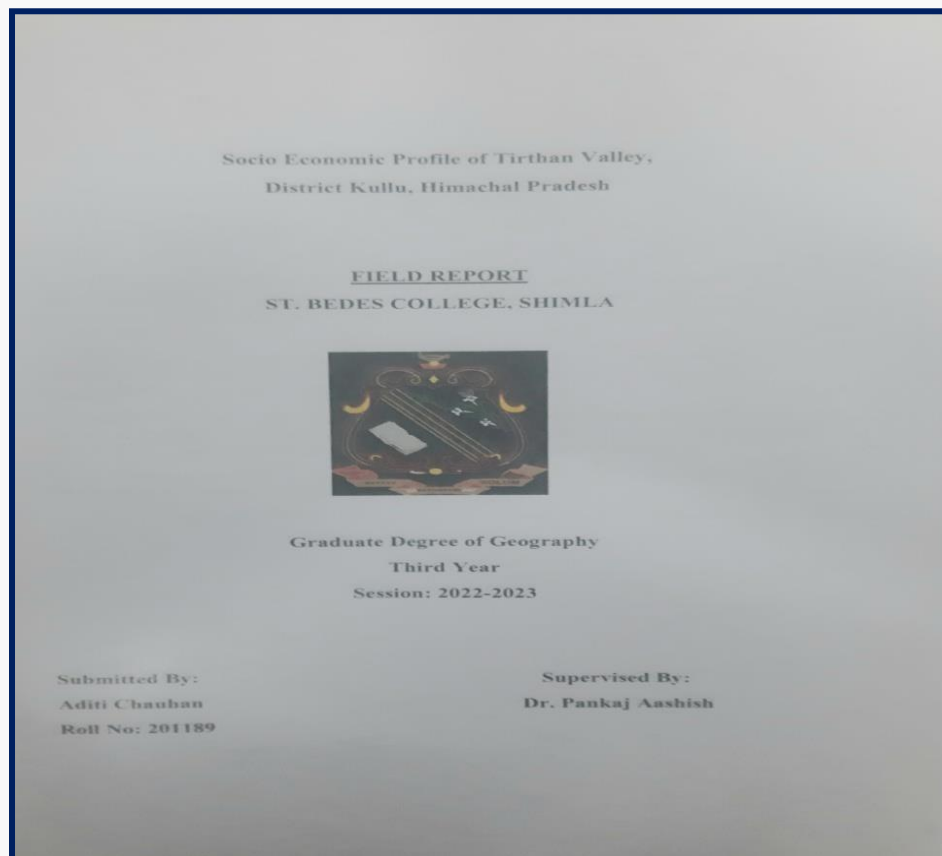 Socio Economic Profile of Tirthan Valley,
District Kullu, Himachal Pradesh
FIELD REPORT
ST. BEDES COLLEGE, SHIMLA
Graduate Degree of Geography
Third Year
Session: 2022-2023
Submitted By:
Aditi Chauhan
Roll No: 201189
Supervised By:
Dr. Pankaj Aashish